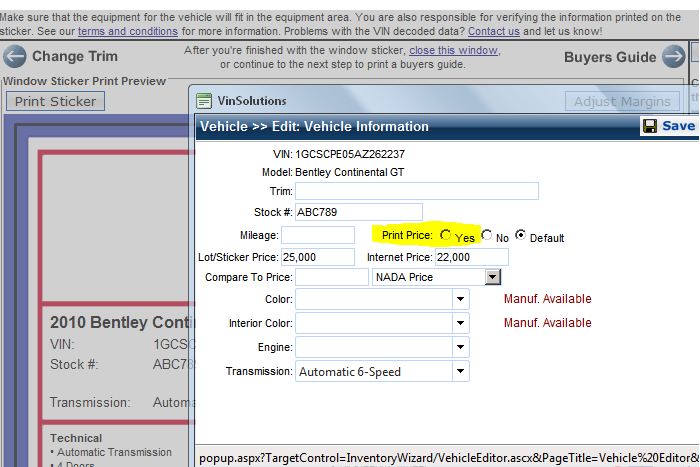 Make sure that the equipment for the vehicle will fit in the equipment area. You are also responsible for verifying the information printed on the
sticker. See our terms and conditions for more information. Problems with the VIN decoded data? Contact us and let us know!
Change Trim
After you're finished with the window sticker, close this window,
or continue to the next step to print a buyers guide.
Buyers Guide
Window Sticker Print Preview
Print Sticker
VinSolutions
Adjust Margins
Vehicle >> Edit: Vehicle Information
Save
VIN: 1GCSCPE05AZ262237
Model: Bentley Continental GT
Trim:
Stock #: ABC789
Mileage: Print Price: Yes No Default
Lot/Sticker Price: 25,000 Internet Price: 22,000
Compare To Price: NADA Price
Color: Manuf. Available
Interior Color: Manuf. Available
Engine:
Transmission: Automatic 6-Speed
2010 Bentley Conti
VIN: 1GCSC
Stock #: ABC78
Transmission: Automa
Technical
• Automatic Transmission
• 4 Doors
popup.aspx?TargetControl=InventoryWizard/VehicleEditor.ascx&PageTitle=Vehicle%20Editor&